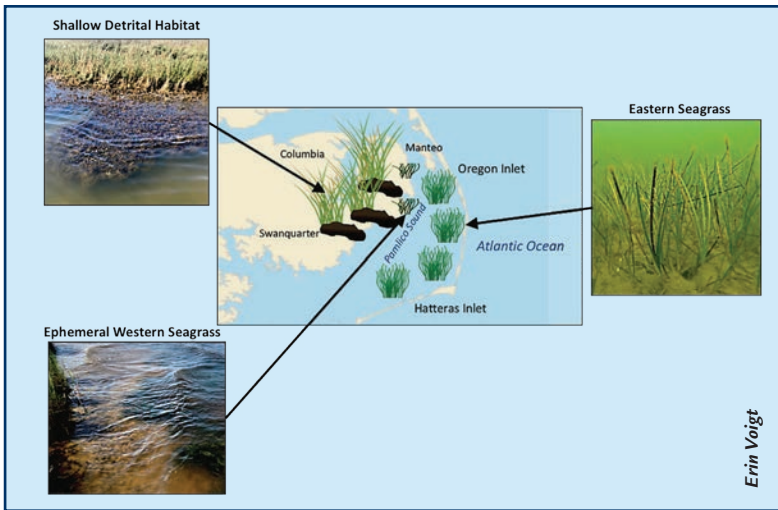 Shallow Detrital Habitat
Eastern Seagrass
Columbia
Manteo
Oregon Inlet
Swanquarter
Pamlico Sound
Atlantic Ocean
Hatteras Inlet
Ephemeral Western Seagrass
Erin Voigt